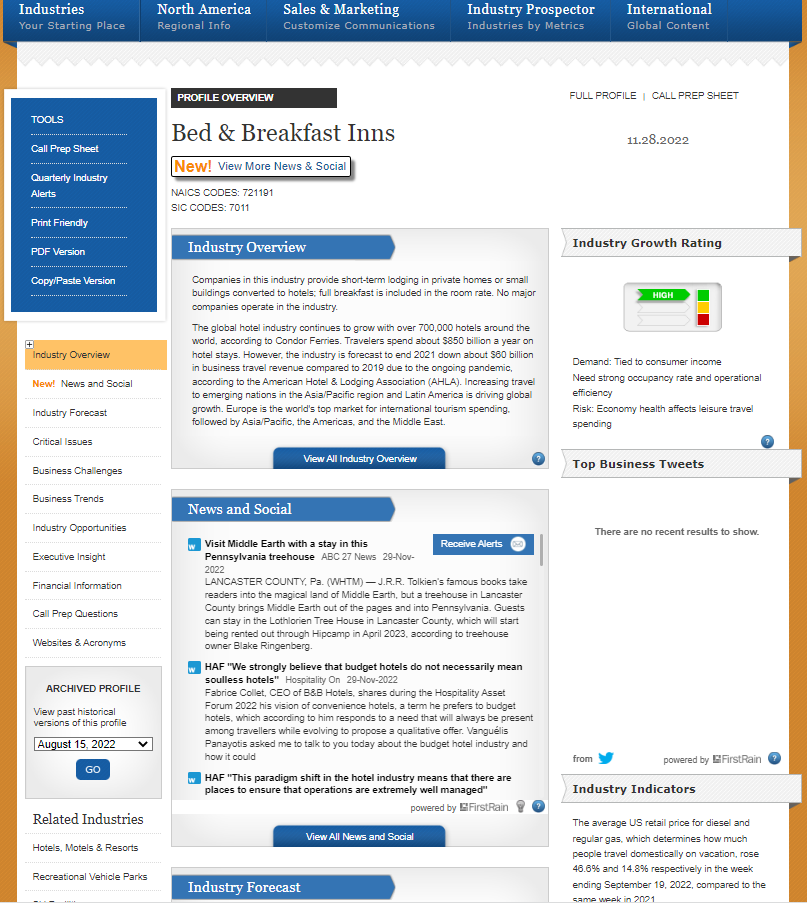 Industries
Your Starting Place
North America
Regional Info
Sales & Marketing
Customize Communications
Industry Prospector
Industries by Metrics
International
Global Content
TOOLS
Call Prep Sheet
Quarterly Industry
Alerts
Print Friendly
PDF Version
Copy/Paste Version
Industry Overview
New! News and Social
Industry Forecast
Critical Issues
Business Challenges
Business Trends
Industry Opportunities
Executive Insight
Financial Information
Call Prep Questions
Websites & Acronyms
ARCHIVED PROFILE
View past historical
versions of this profile
August 15, 2022
GO
Related Industries
Hotels, Motels & Resorts
Recreational Vehicle Parks
PROFILE OVERVIEW
FULL PROFILE | CALL PREP SHEET
Bed & Breakfast Inns
11.28.2022
New! View More News & Social
NAICS CODES: 721191
SIC CODES: 7011
Industry Overview
Companies in this industry provide short-term lodging in private homes or small
buildings converted to hotels; full breakfast is included in the room rate. No major
companies operate in the industry.
The global hotel industry continues to grow with over 700,000 hotels around the
world, according to Condor Ferries. Travelers spend about $850 billion a year on
hotel stays. However, the industry is forecast to end 2021 down about $60 billion
in business travel revenue compared to 2019 due to the ongoing pandemic,
according to the American Hotel & Lodging Association (AHLA). Increasing travel
to emerging nations in the Asia/Pacific region and Latin America is driving global
growth. Europe is the world's top market for international tourism spending,
followed by Asia/Pacific, the Americas, and the Middle East.
View All Industry Overview
?
News and Social
Receive Alerts
w Visit Middle Earth with a stay in this
Pennsylvania treehouse ABC 27 News 29-Nov-
2022
LANCASTER COUNTY, Pa. (WHTM) — J.R.R. Tolkien's famous books take
readers into the magical land of Middle Earth, but a treehouse in Lancaster
County brings Middle Earth out of the pages and into Pennsylvania. Guests
can stay in the Lothlorien Tree House in Lancaster County, which will start
being rented out through Hipcamp in April 2023, according to treehouse
owner Blake Ringenberg.
w HAF "We strongly believe that budget hotels do not necessarily mean
soulless hotels" Hospitality On 29-Nov-2022
Fabrice Collet, CEO of B&B Hotels, shares during the Hospitality Asset
Forum 2022 his vision of convenience hotels, a term he prefers to budget
hotels, which according to him responds to a need that will always be present
among travellers while evolving to propose a qualitative offer. Vanguélis
Panayotis asked me to talk to you today about the budget hotel industry and
how it could
w HAF "This paradigm shift in the hotel industry means that there are
places to ensure that operations are extremely well managed"
powered by FirstRain ?
View All News and Social
Industry Forecast
Industry Growth Rating
HIGH
Demand: Tied to consumer income
Need strong occupancy rate and operational
efficiency
Risk: Economy health affects leisure travel
spending
?
Top Business Tweets
There are no recent results to show.
from
powered by FirstRain ?
Industry Indicators
The average US retail price for diesel and
regular gas, which determines how much
people travel domestically on vacation, rose
46.6% and 14.8% respectively in the week
ending September 19, 2022, compared to the
same week in 2021